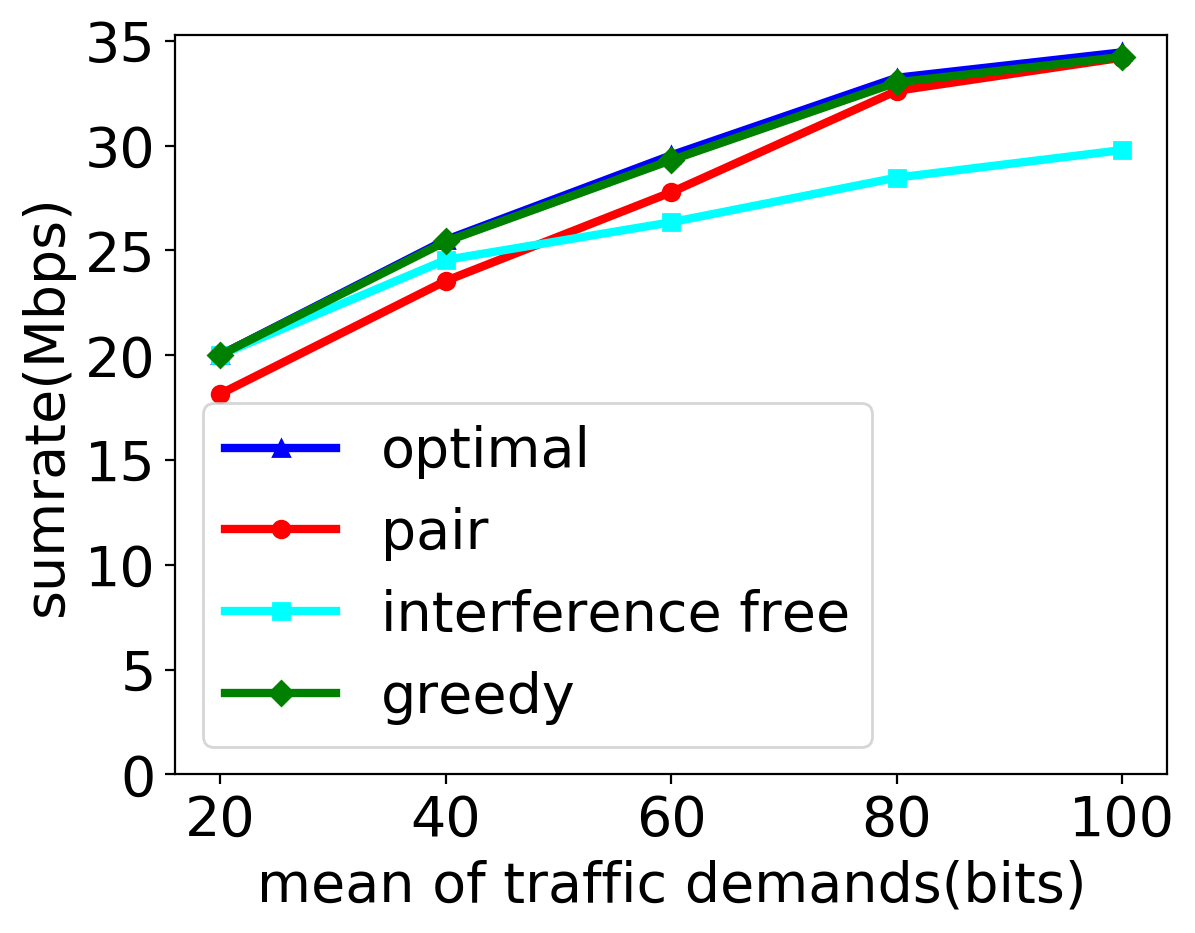 sumrate(Mbps)
35
30
25
20
15
10
5
0
optimal
pair
interference free
greedy
20 40 60 80 100
mean of traffic demands(bits)